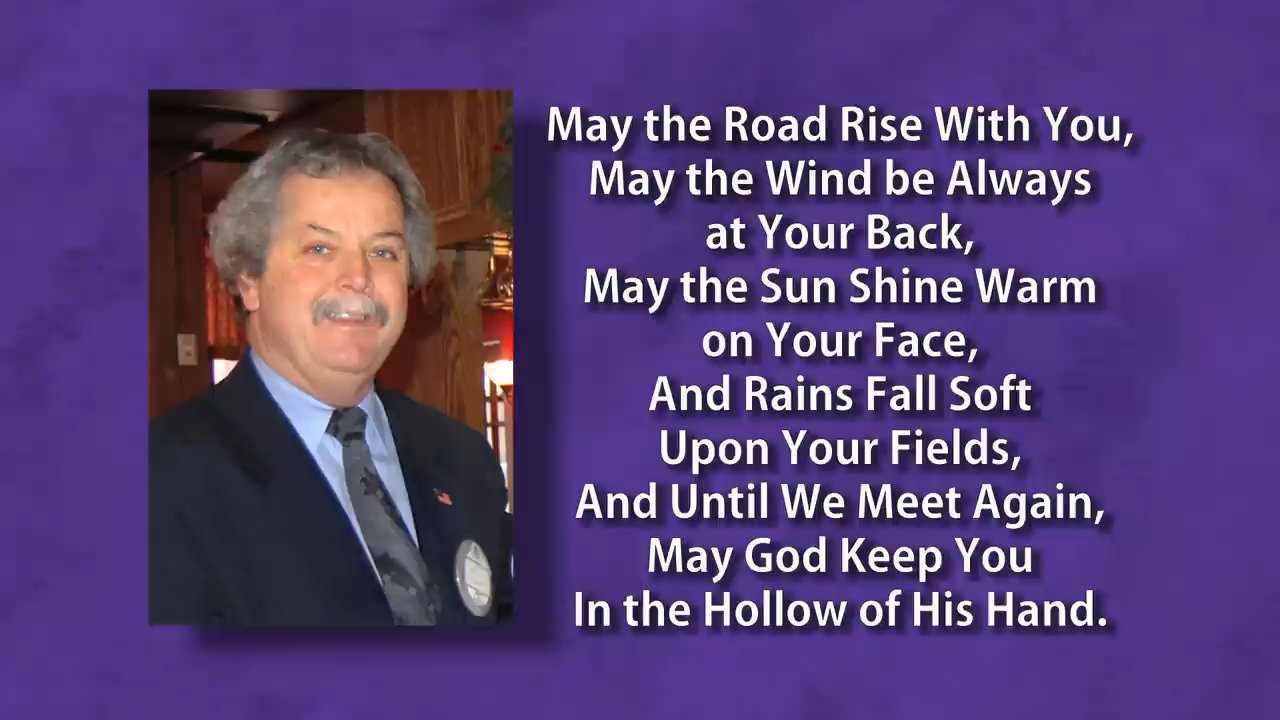 May the Road Rise With You,
May the Wind be Always
at Your Back,
May the Sun Shine Warm
on Your Face,
And Rains Fall Soft
Upon Your Fields,
And Until We Meet Again,
May God Keep You
In the Hollow of His Hand.